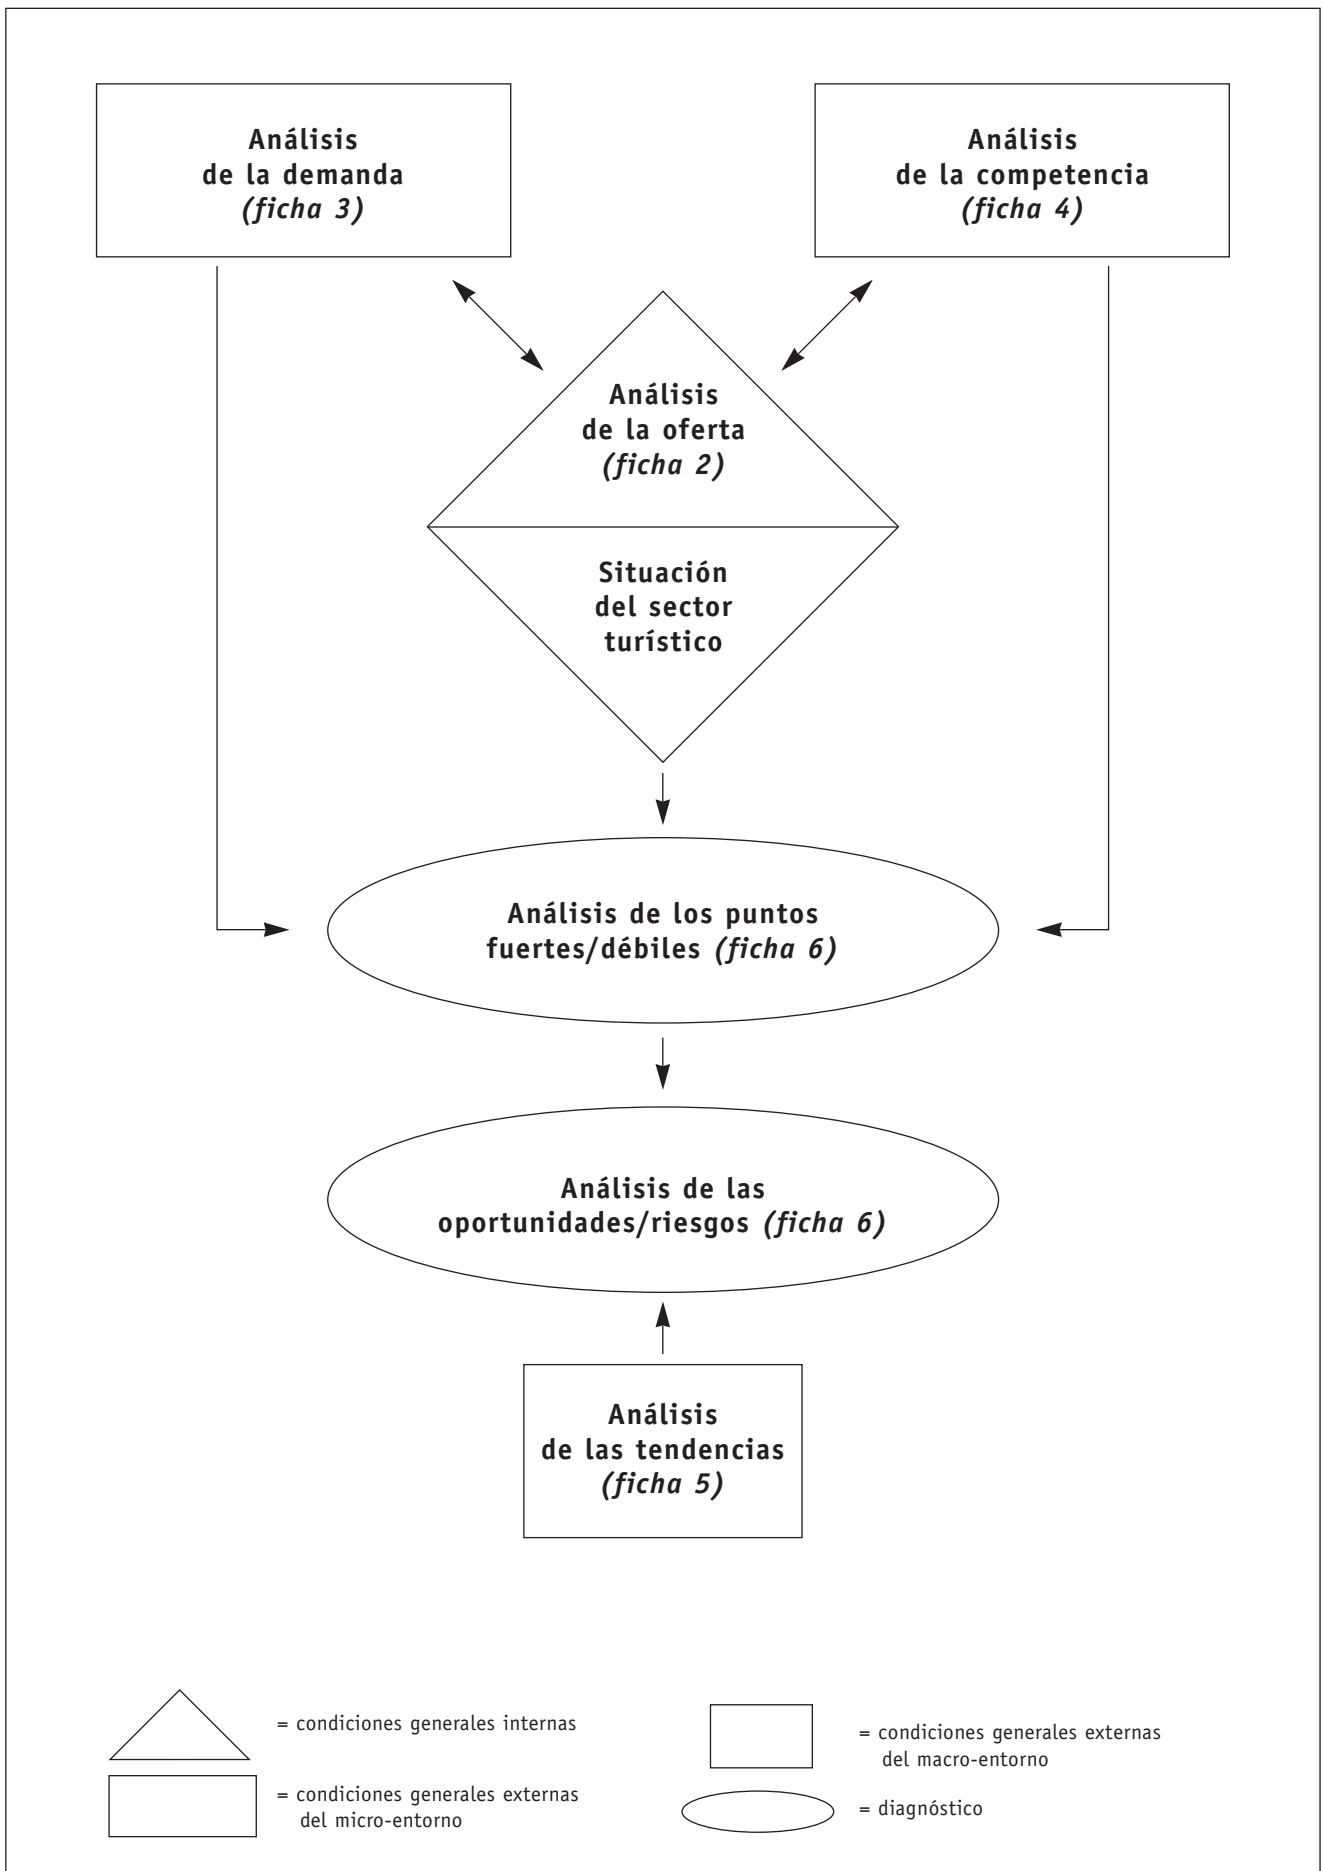 Análisis
de la demanda
(ficha 3)
Análisis
de la competencia
(ficha 4)
Análisis
de la oferta
(ficha 2)
Situación
del sector
turístico
Análisis de los puntos
fuertes/débiles (ficha 6)
Análisis de las
oportunidades/riesgos (ficha 6)
Análisis
de las tendencias
(ficha 5)
= condiciones generales internas
= condiciones generales externas
del micro-entorno
= condiciones generales externas
del macro-entorno
= diagnóstico